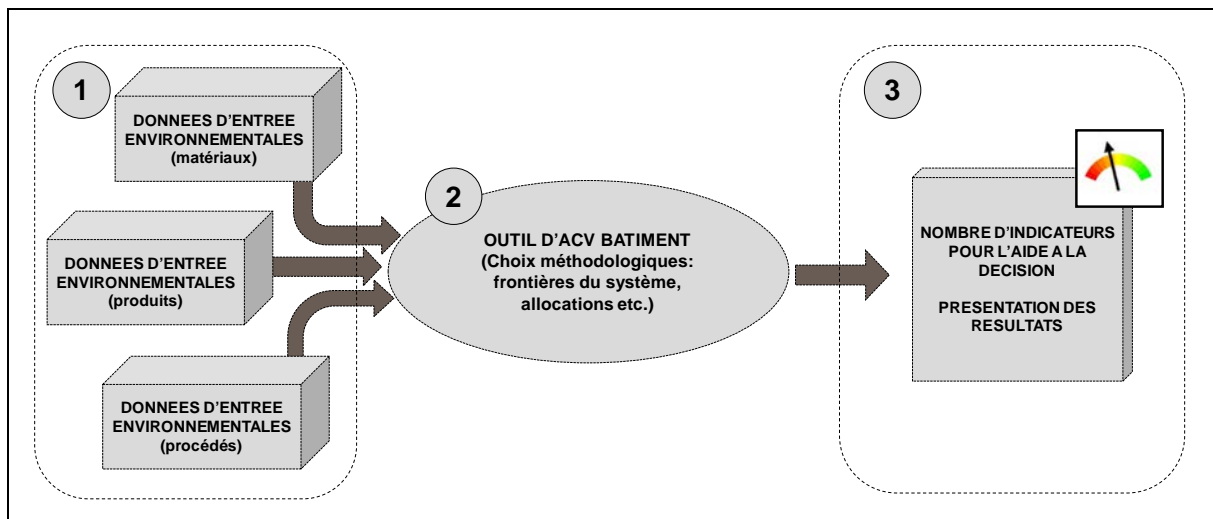 1
DONNEES D'ENTREE
ENVIRONNEMENTALES
(matériaux)
DONNEES D'ENTREE
ENVIRONNEMENTALES
(produits)
DONNEES D'ENTREE
ENVIRONNEMENTALES
(procédés)
2
OUTIL D'ACV BATIMENT
(Choix méthodologiques:
frontières du système,
allocations etc.)
3
NOMBRE D'INDICATEURS
POUR L'AIDE A LA
DECISION
PRESENTATION DES
RESULTATS